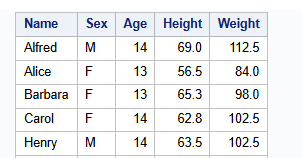 Name Sex Age Height Weight
Alfred M 14 69.0 112.5
Alice F 13 56.5 84.0
Barbara F 13 65.3 98.0
Carol F 14 62.8 102.5
Henry M 14 63.5 102.5